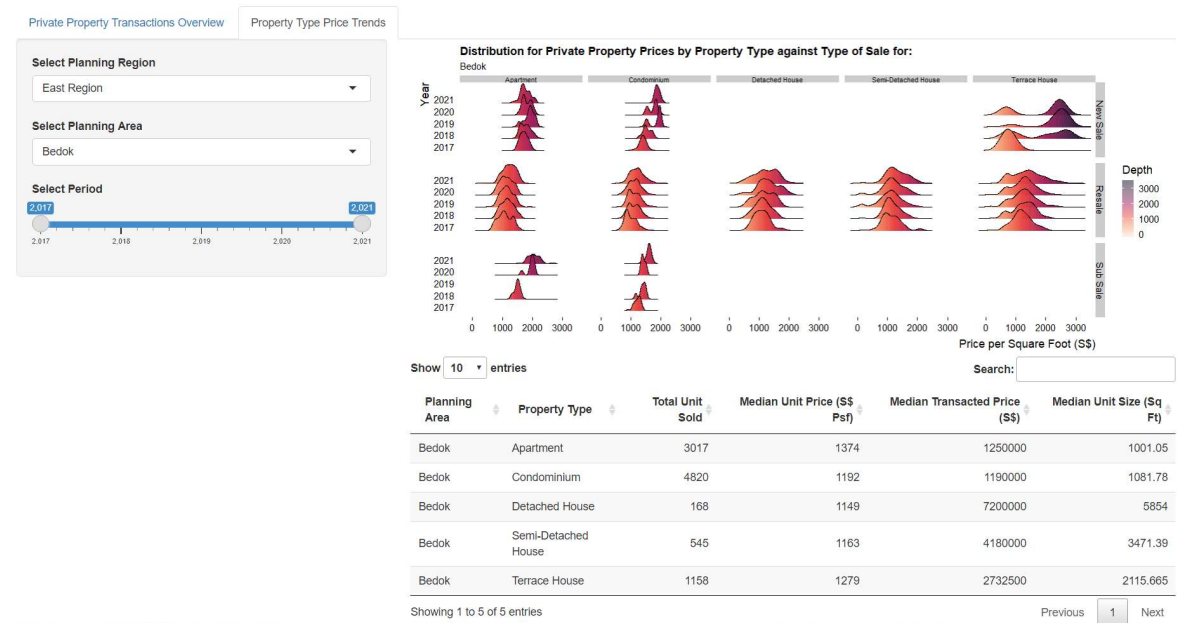 Private Property Transactions Overview
Property Type Price Trends
Select Planning Region
East Region
Select Planning Area
Bedok
Select Period
2,017 2,021
2,017 2,018 2,019 2,020 2,021
Distribution for Private Property Prices by Property Type against Type of Sale for:
Bedok
Apartment Condominium Detached House Semi-Detached House Terrace House
Year
2021
2020
2019
2018
2017
New Sale
2021
2020
2019
2018
2017
Resale
2021
2020
2019
2018
2017
Sub Sale
0 1000 2000 3000 0 1000 2000 3000 0 1000 2000 3000 0 1000 2000 3000 0 1000 2000 3000
Price per Square Foot (S$)
Depth
3000
2000
1000
0
Show 10 entries
Search:
Planning Area Property Type Total Unit Sold Median Unit Price (S$ Psf) Median Transacted Price (S$) Median Unit Size (Sq Ft)
Bedok Apartment 3017 1374 1250000 1001.05
Bedok Condominium 4820 1192 1190000 1081.78
Bedok Detached House 168 1149 7200000 5854
Bedok Semi-Detached House 545 1163 4180000 3471.39
Bedok Terrace House 1158 1279 2732500 2115.665
Showing 1 to 5 of 5 entries
Previous 1 Next